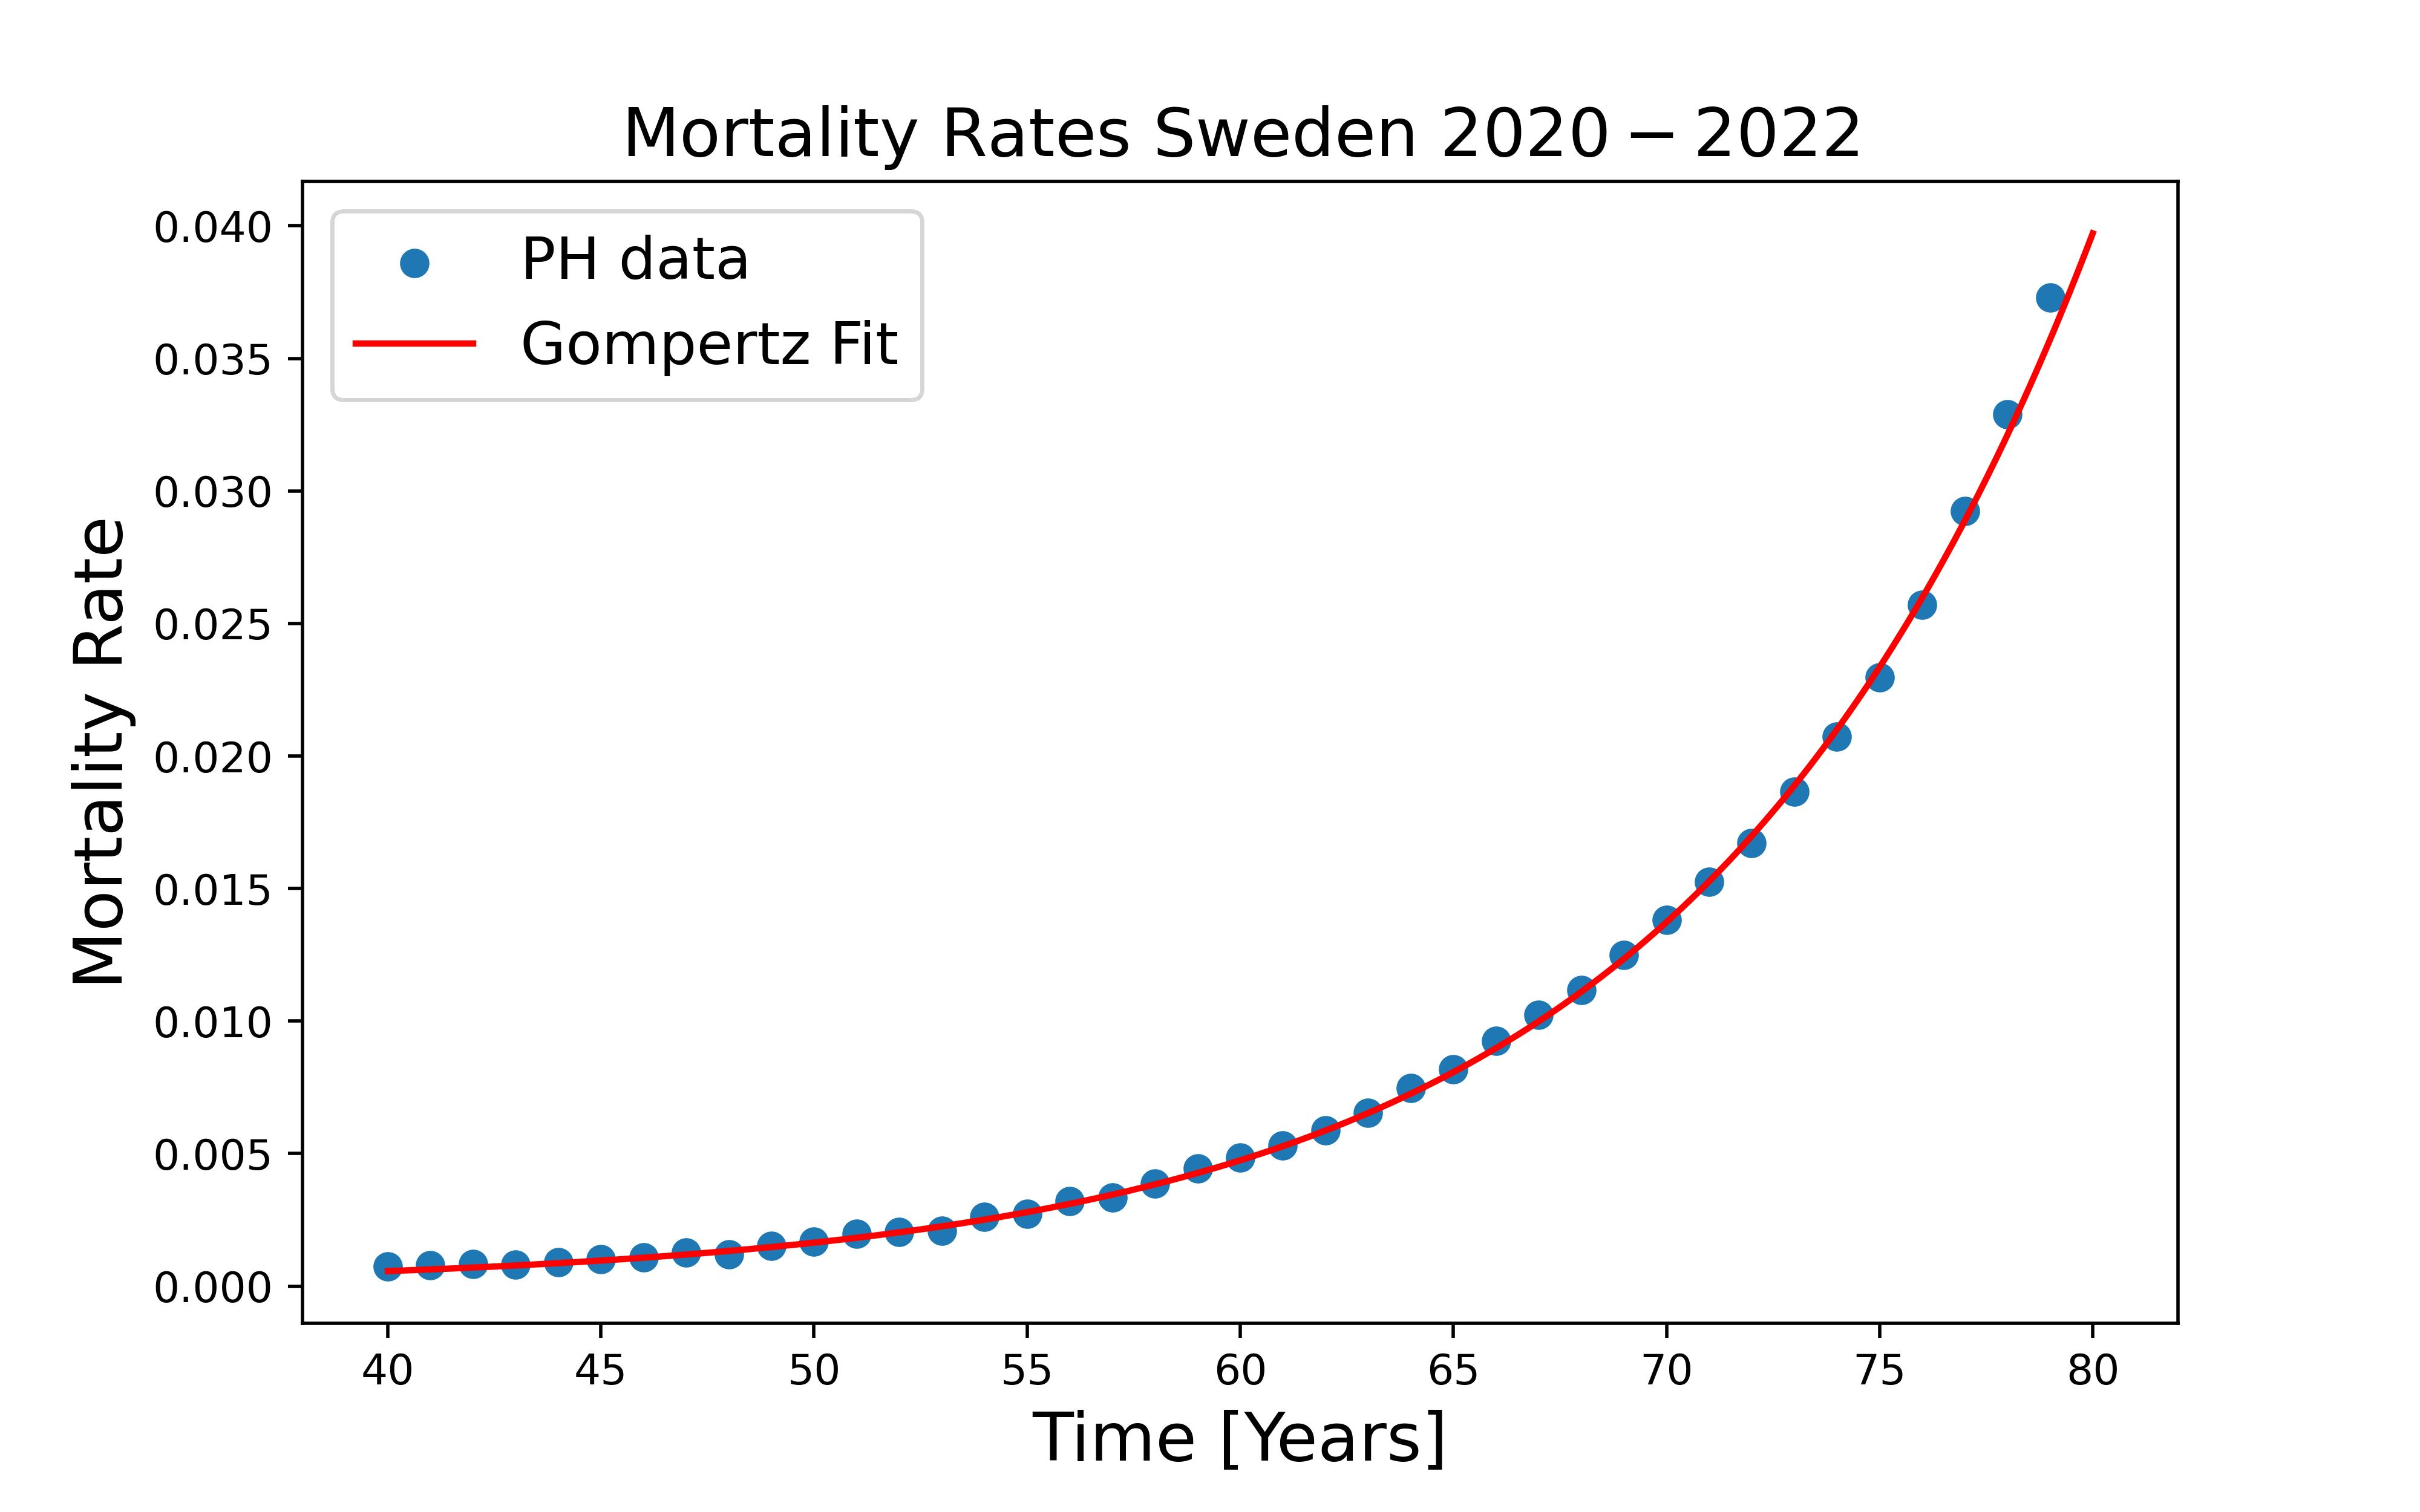 Mortality Rates Sweden 2020 − 2022
PH data
Gompertz Fit
Mortality Rate
0.040
0.035
0.030
0.025
0.020
0.015
0.010
0.005
0.000
40 45 50 55 60 65 70 75 80
Time [Years]